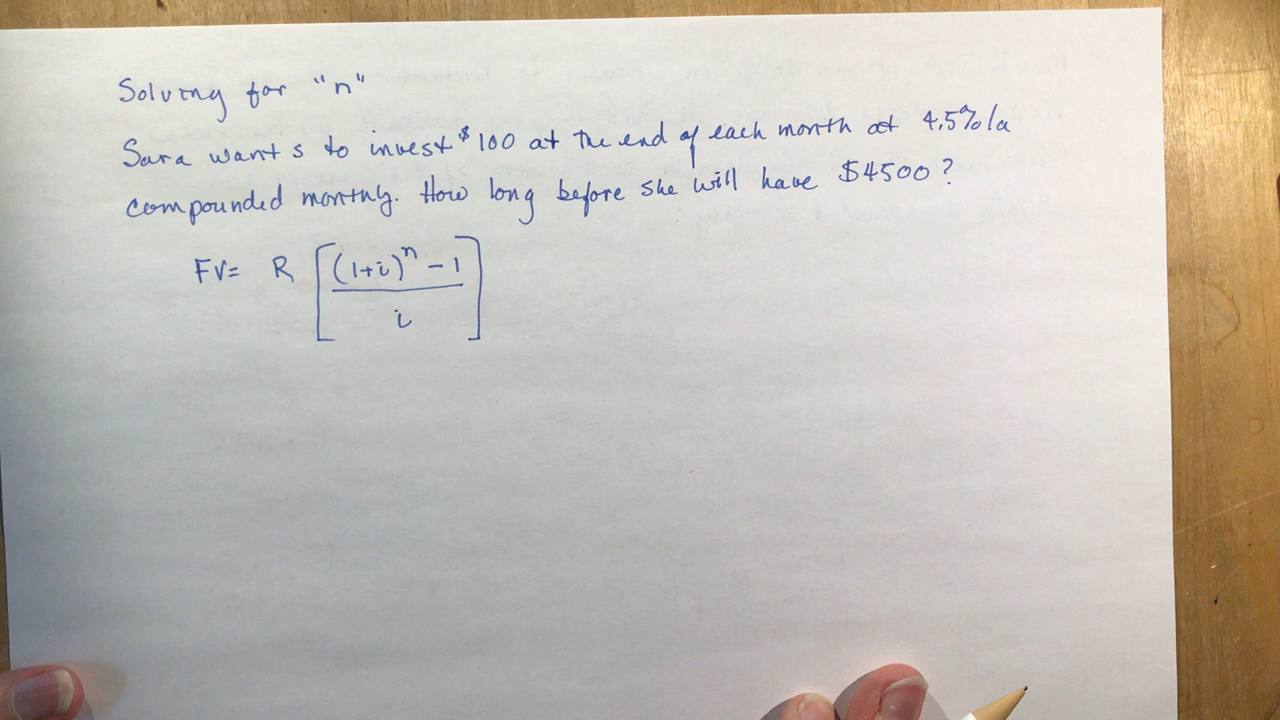 Solving for "n"
Sara wants to invest $100 at the end of each month at 4.5%/a
compounded monthly. How long before she will have $4500?
FV= R [ (1+i)^n - 1 / i ]